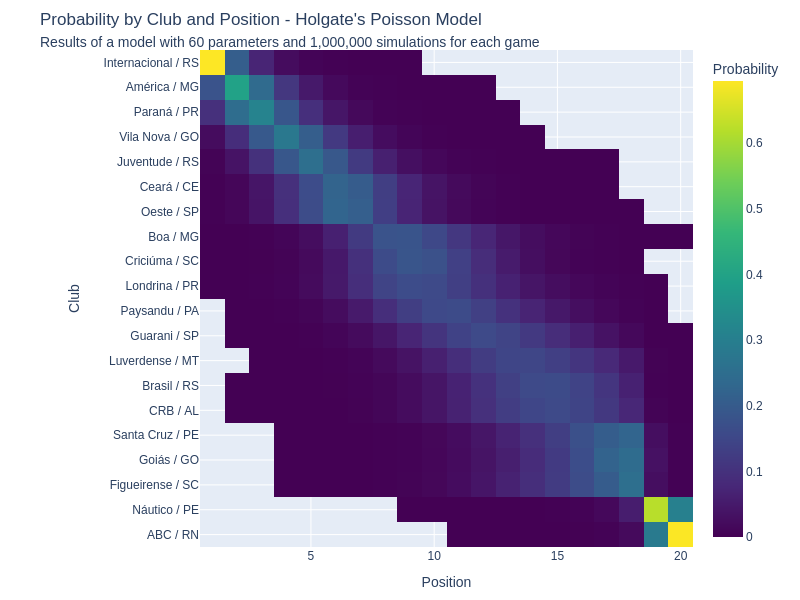 Probability by Club and Position - Holgate's Poisson Model
Results of a model with 60 parameters and 1,000,000 simulations for each game
Probability
Internacional / RS
América / MG
Paraná / PR
Vila Nova / GO
Juventude / RS
Ceará / CE
Oeste / SP
Boa / MG
Criciúma / SC
Londrina / PR
Paysandu / PA
Guarani / SP
Luverdense / MT
Brasil / RS
CRB / AL
Santa Cruz / PE
Goiás / GO
Figueirense / SC
Náutico / PE
ABC / RN
Club
5
10
15
20
Position
0.6
0.5
0.4
0.3
0.2
0.1
0